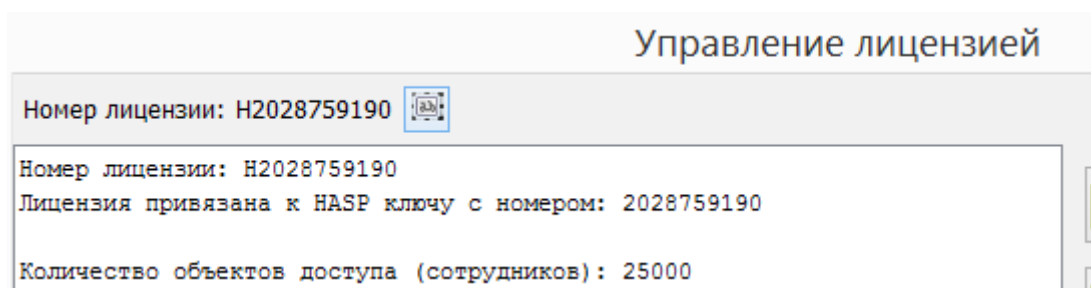 Управление лицензией
Номер лицензии: H2028759190
Номер лицензии: H2028759190
Лицензия привязана к HASP ключу с номером: 2028759190
Количество объектов доступа (сотрудников): 25000